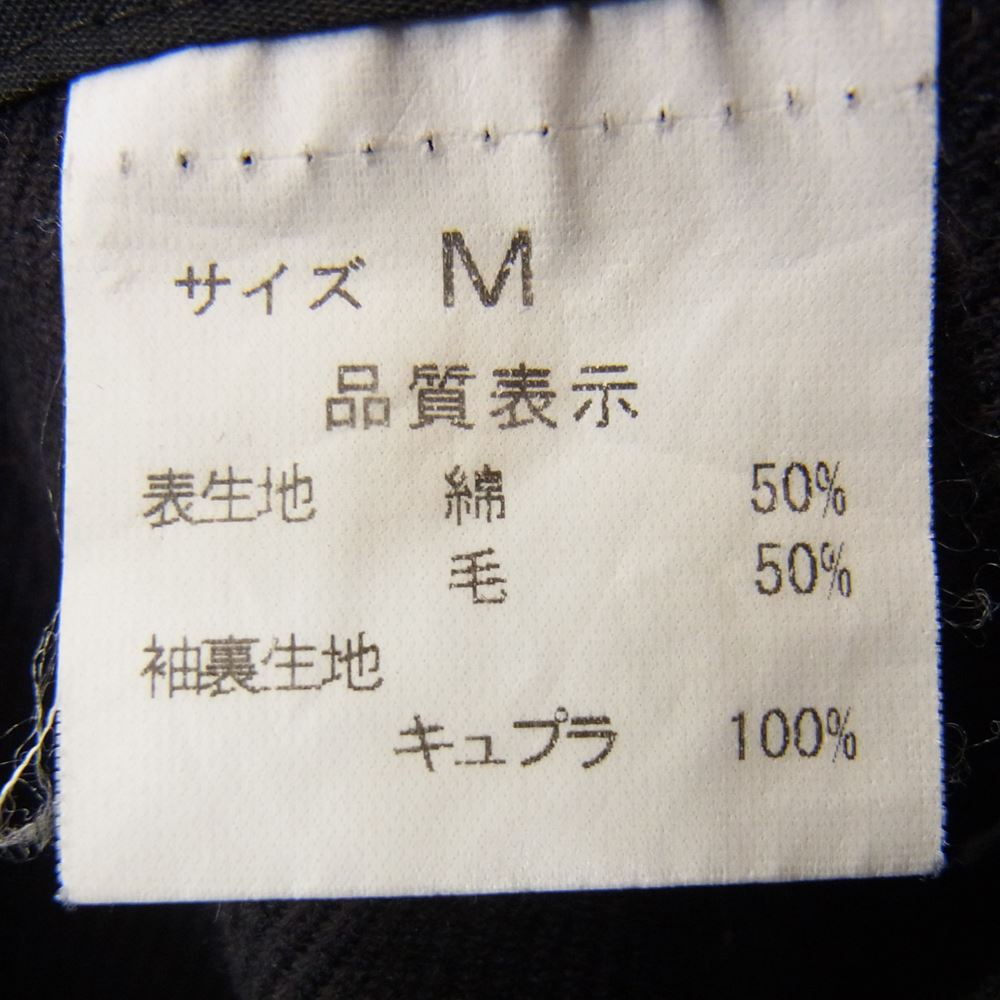 サイズ M
品質表示
表生地 綿 50%
毛 50%
袖裏生地
キュプラ 100%